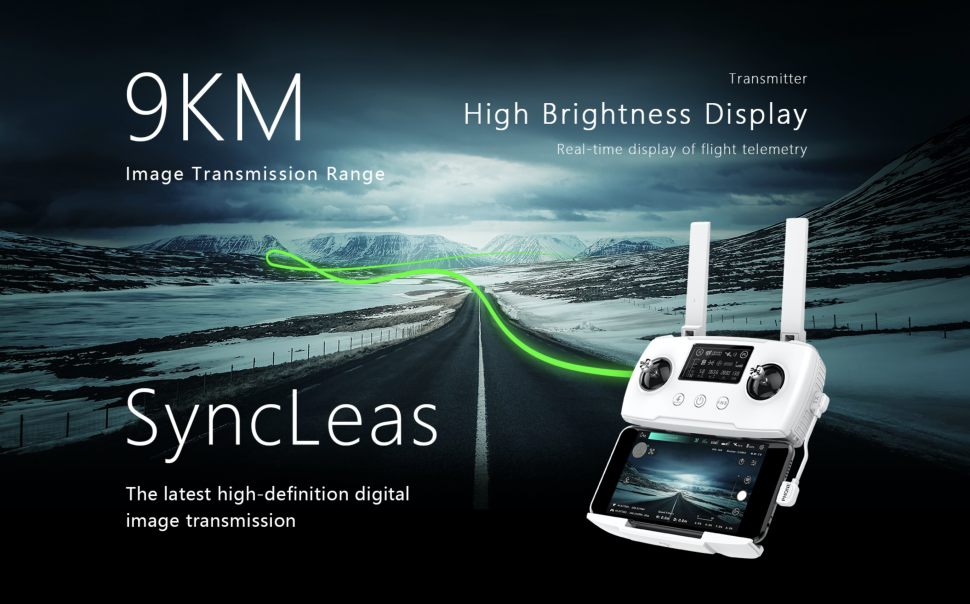 9KM
Image Transmission Range
Transmitter
High Brightness Display
Real-time display of flight telemetry
SyncLeas
The latest high-definition digital
image transmission
PHONE